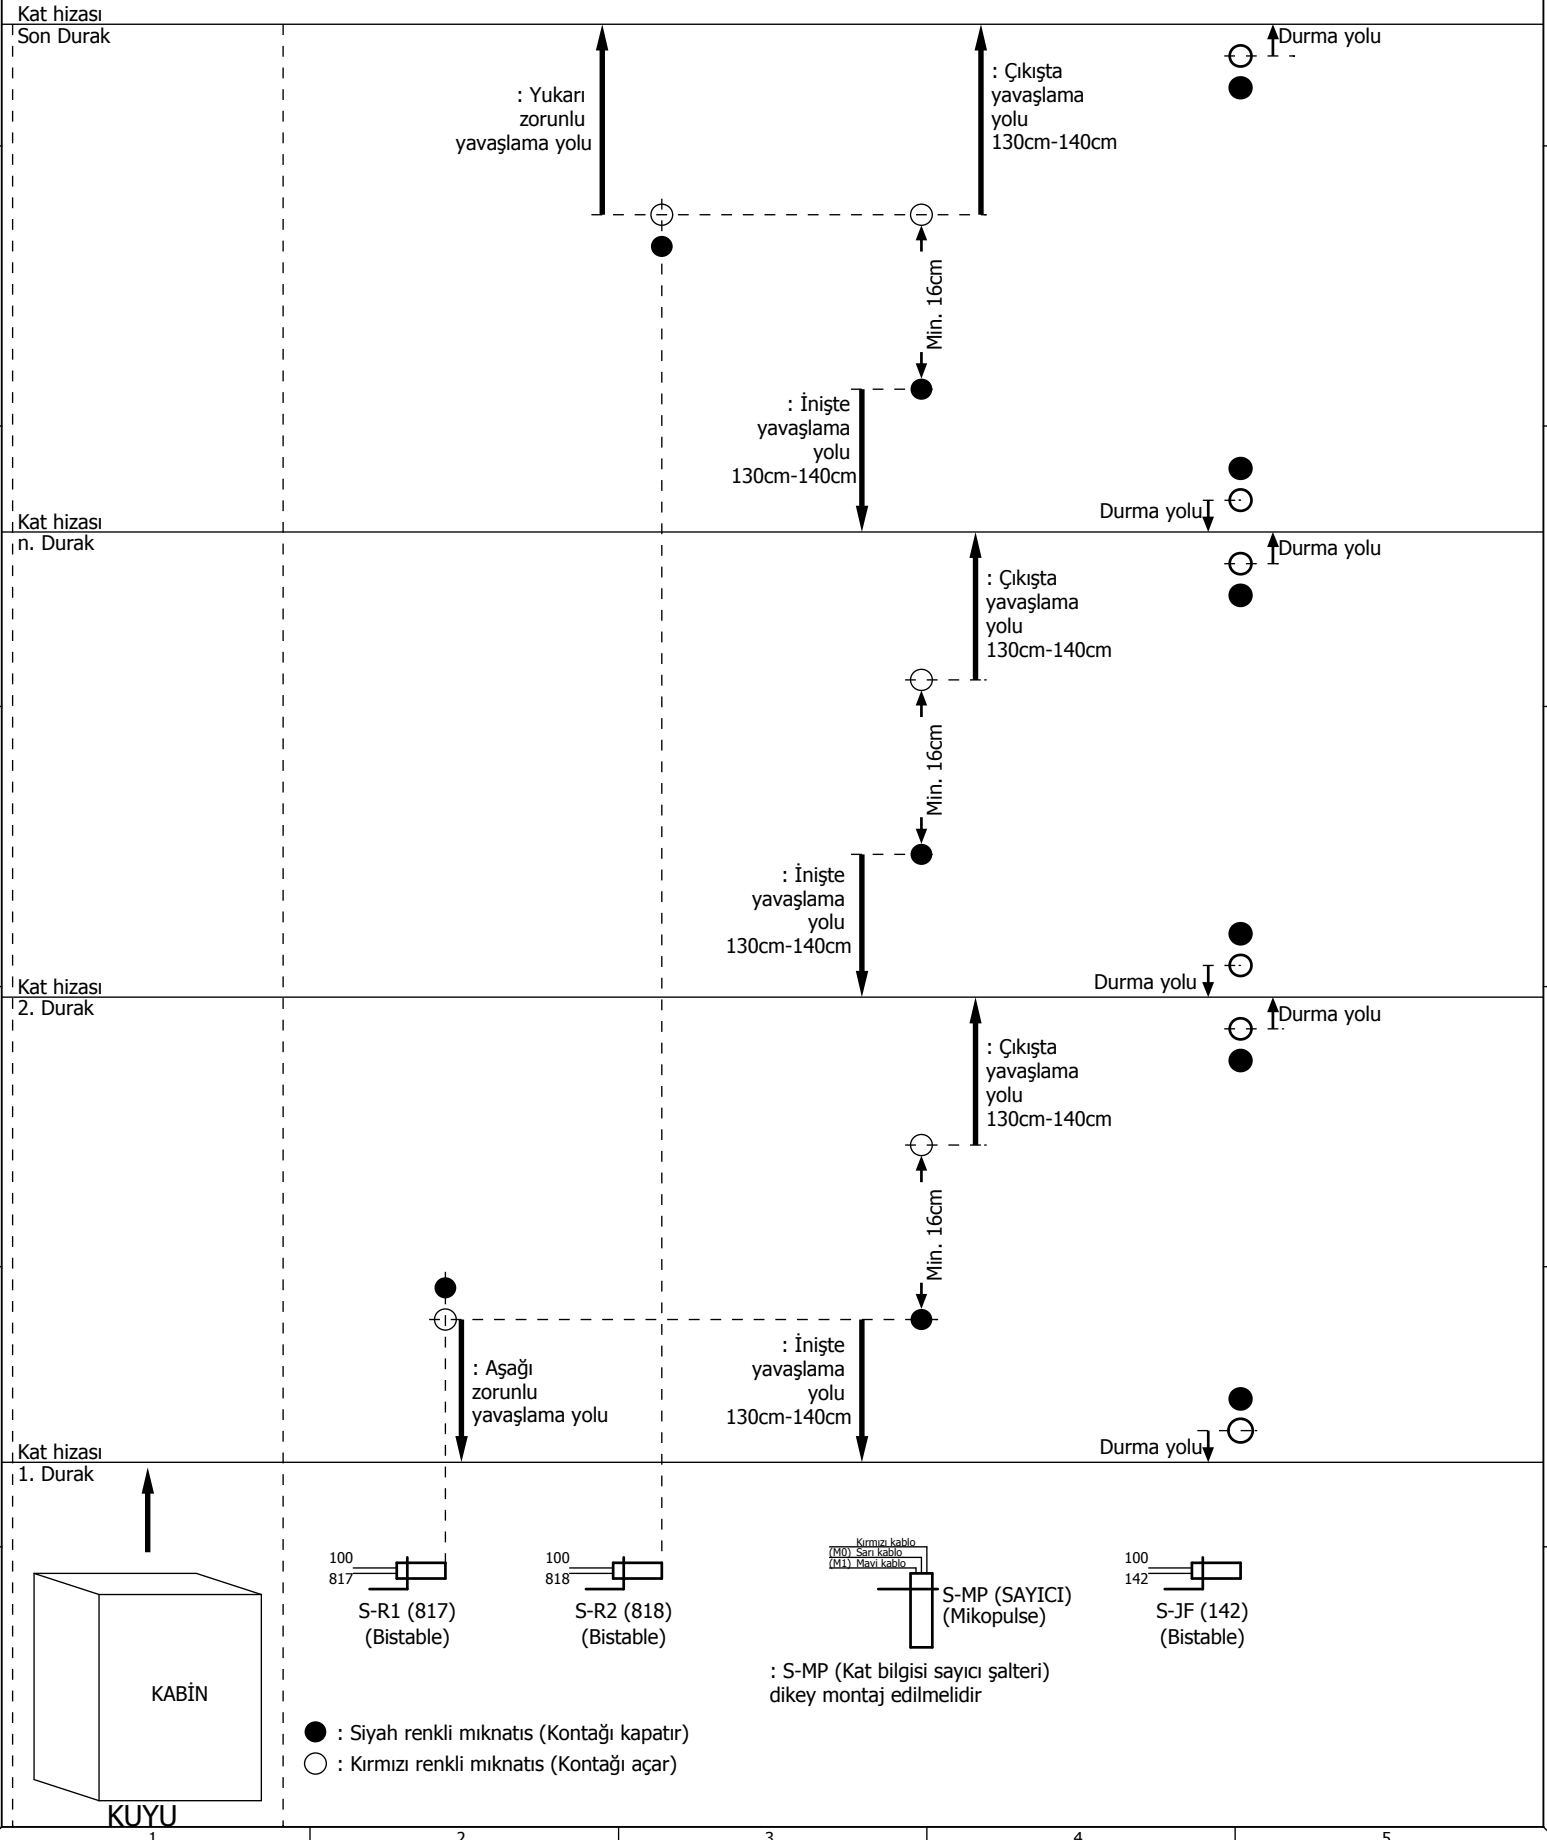 Kat hizası
Son Durak
Durma yolu
: Yukarı
zorunlu
yavaşlama yolu
: Çıkışta
yavaşlama
yolu
130cm-140cm
Min. 16cm
: İnişte
yavaşlama
yolu
130cm-140cm
Durma yolu
Kat hizası
n. Durak
Durma yolu
: Çıkışta
yavaşlama
yolu
130cm-140cm
Min. 16cm
: İnişte
yavaşlama
yolu
130cm-140cm
Durma yolu
Kat hizası
2. Durak
Durma yolu
: Çıkışta
yavaşlama
yolu
130cm-140cm
Min. 16cm
: Aşağı
zorunlu
yavaşlama yolu
: İnişte
yavaşlama
yolu
130cm-140cm
Durma yolu
Kat hizası
1. Durak
100
817
S-R1 (817)
(Bistable)
100
818
S-R2 (818)
(Bistable)
Kırmızı kablo
(M0) Sarı kablo
(M1) Mavi kablo
S-MP (SAYICI)
(Mikopulse)
100
142
S-JF (142)
(Bistable)
: S-MP (Kat bilgisi sayıcı şalteri)
dikey montaj edilmelidir
KABİN
: Siyah renkli mıknatıs (Kontağı kapatır)
: Kırmızı renkli mıknatıs (Kontağı açar)
KUYU
1 2 3 4 5